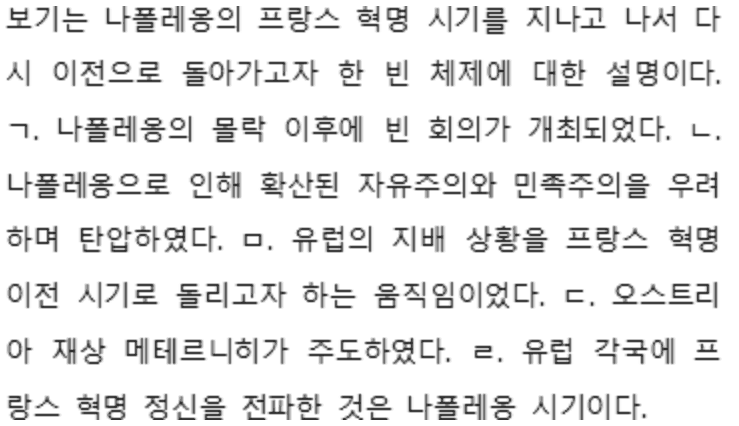 보기는 나폴레옹의 프랑스 혁명 시기를 지나고 나서 다
시 이전으로 돌아가고자 한 빈 체제에 대한 설명이다.
ㄱ. 나폴레옹의 몰락 이후에 빈 회의가 개최되었다. ㄴ.
나폴레옹으로 인해 확산된 자유주의와 민족주의을 우려
하며 탄압하였다. ㅁ. 유럽의 지배 상황을 프랑스 혁명
이전 시기로 돌리고자 하는 움직임이었다. ㄷ. 오스트리
아 재상 메테르니히가 주도하였다. ㄹ. 유럽 각국에 프
랑스 혁명 정신을 전파한 것은 나폴레옹 시기이다.